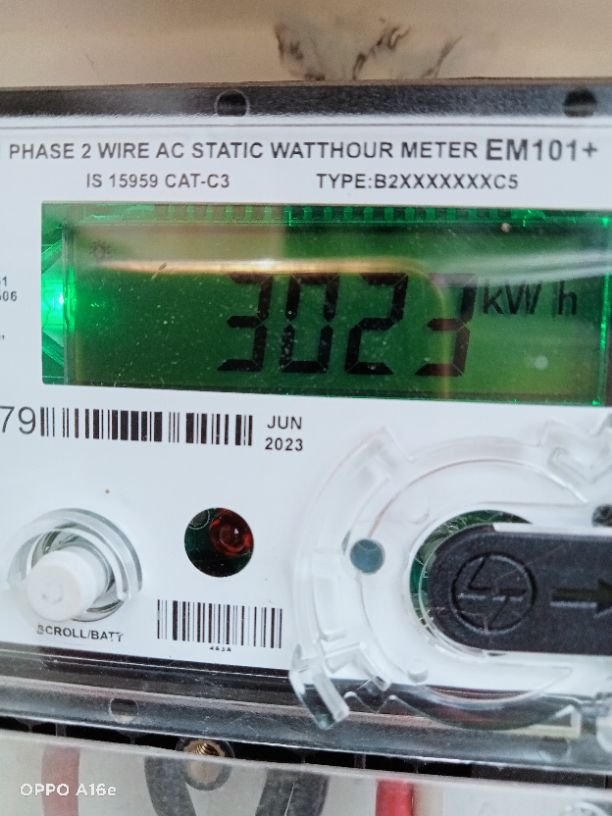 PHASE 2 WIRE AC STATIC WATTHOUR METER EM101+
IS 15959 CAT-C3 TYPE:B2XXXXXXXC5
3023 kWh
79
JUN
2023
SCROLL/BATT
OPPO A16e